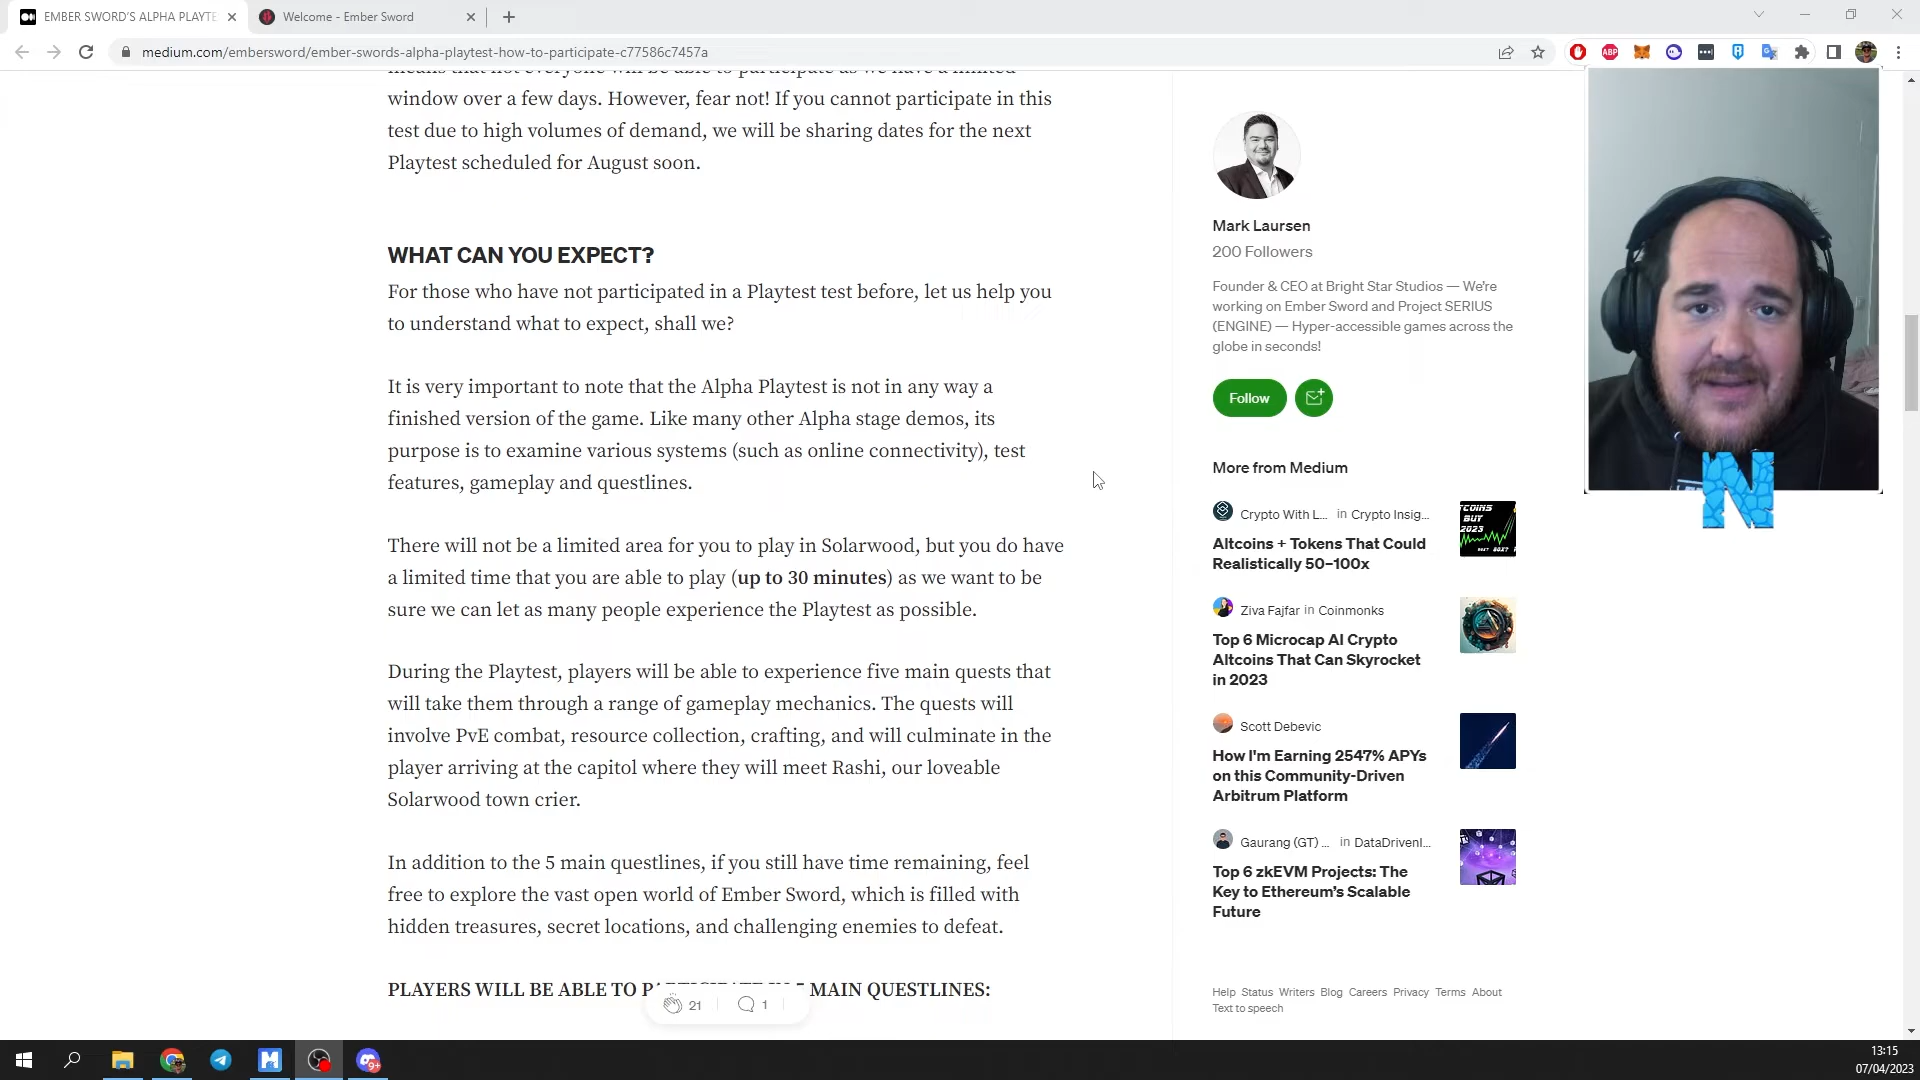 EMBER SWORD'S ALPHA PLAYTE
Welcome - Ember Sword
medium.com/embersword/ember-swords-alpha-playtest-how-to-participate-c77586c7457a
means that not everyone will be able to participate as we have a limited
window over a few days. However, fear not! If you cannot participate in this
test due to high volumes of demand, we will be sharing dates for the next
Playtest scheduled for August soon.
WHAT CAN YOU EXPECT?
For those who have not participated in a Playtest test before, let us help you
to understand what to expect, shall we?
It is very important to note that the Alpha Playtest is not in any way a
finished version of the game. Like many other Alpha stage demos, its
purpose is to examine various systems (such as online connectivity), test
features, gameplay and questlines.
There will not be a limited area for you to play in Solarwood, but you do have
a limited time that you are able to play (up to 30 minutes) as we want to be
sure we can let as many people experience the Playtest as possible.
During the Playtest, players will be able to experience five main quests that
will take them through a range of gameplay mechanics. The quests will
involve PvE combat, resource collection, crafting, and will culminate in the
player arriving at the capitol where they will meet Rashi, our loveable
Solarwood town crier.
In addition to the 5 main questlines, if you still have time remaining, feel
free to explore the vast open world of Ember Sword, which is filled with
hidden treasures, secret locations, and challenging enemies to defeat.
PLAYERS WILL BE ABLE TO PARTICIPATE IN 5 MAIN QUESTLINES:
21
1
Mark Laursen
200 Followers
Founder & CEO at Bright Star Studios — We're
working on Ember Sword and Project SERIUS
(ENGINE) — Hyper-accessible games across the
globe in seconds!
Follow
More from Medium
Crypto With L... in Crypto Insig...
Altcoins + Tokens That Could
Realistically 50–100x
Ziva Fajfar in Coinmonks
Top 6 Microcap AI Crypto
Altcoins That Can Skyrocket
in 2023
Scott Debevic
How I'm Earning 2547% APYs
on this Community-Driven
Arbitrum Platform
Gaurang (GT) ... in DataDrivenI...
Top 6 zkEVM Projects: The
Key to Ethereum's Scalable
Future
Help Status Writers Blog Careers Privacy Terms About
Text to speech
ABP
N
M
9+
13:15
07/04/2023